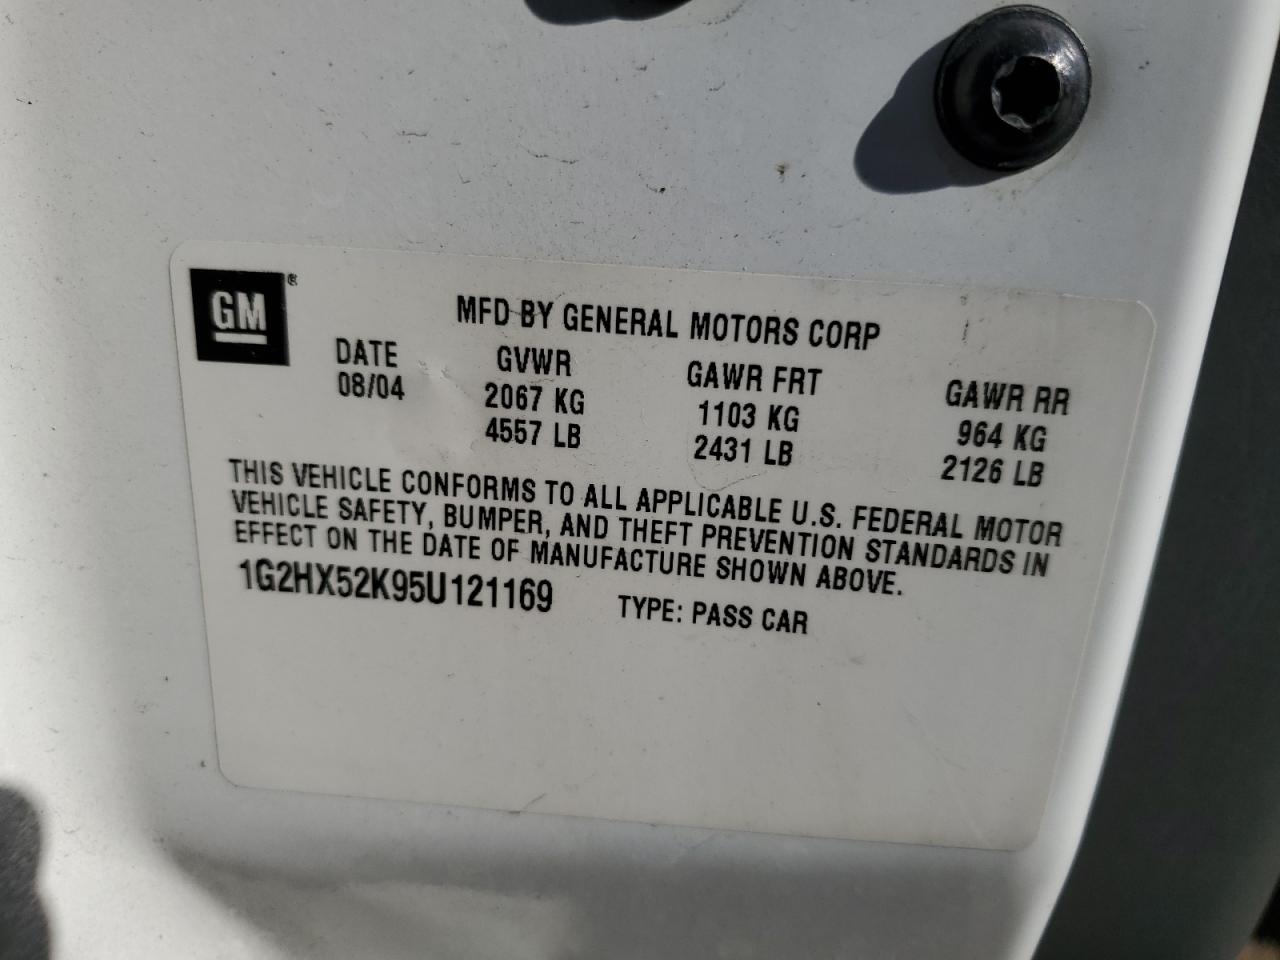 GM®
MFD BY GENERAL MOTORS CORP
DATE GVWR GAWR FRT GAWR RR
08/04 2067 KG 1103 KG 964 KG
4557 LB 2431 LB 2126 LB
THIS VEHICLE CONFORMS TO ALL APPLICABLE U.S. FEDERAL MOTOR
VEHICLE SAFETY, BUMPER, AND THEFT PREVENTION STANDARDS IN
EFFECT ON THE DATE OF MANUFACTURE SHOWN ABOVE.
1G2HX52K95U121169 TYPE: PASS CAR